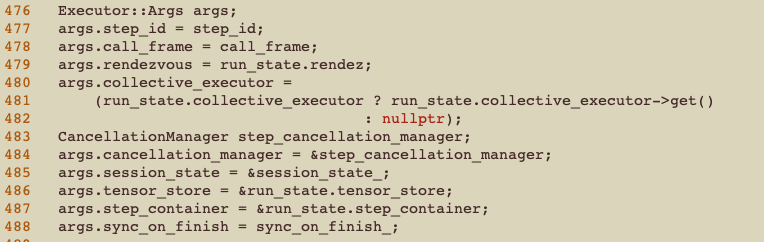 476 Executor::Args args;
477 args.step_id = step_id;
478 args.call_frame = call_frame;
479 args.rendezvous = run_state.rendez;
480 args.collective_executor =
481 (run_state.collective_executor ? run_state.collective_executor->get()
482 : nullptr);
483 CancellationManager step_cancellation_manager;
484 args.cancellation_manager = &step_cancellation_manager;
485 args.session_state = &session_state_;
486 args.tensor_store = &run_state.tensor_store;
487 args.step_container = &run_state.step_container;
488 args.sync_on_finish = sync_on_finish_;